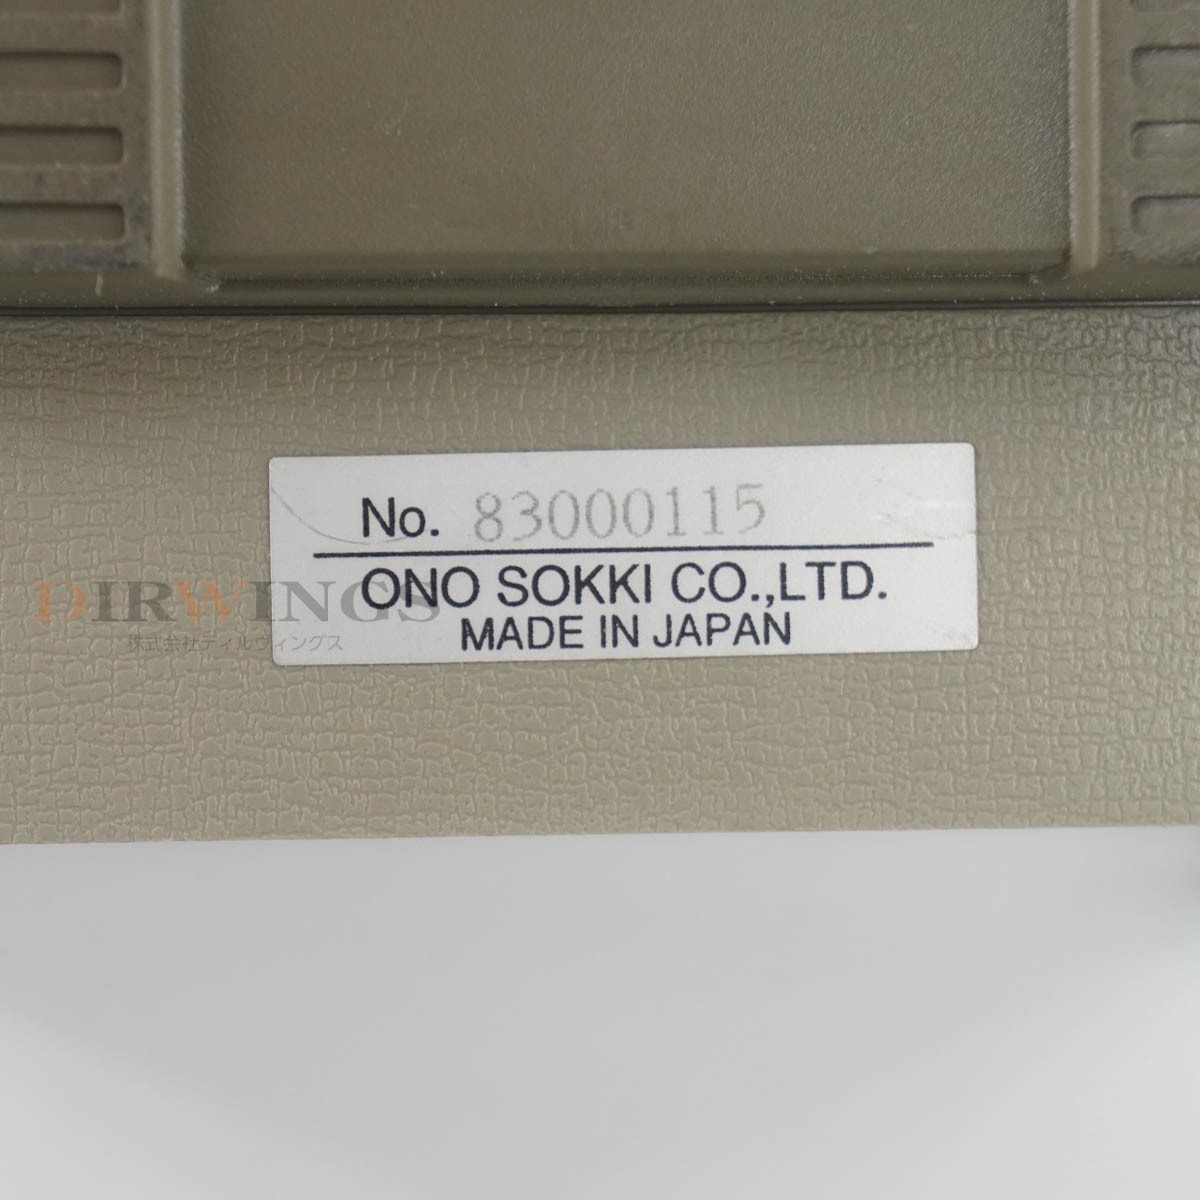 No. 83000115
ONO SOKKI CO.,LTD.
MADE IN JAPAN
DIRWINGS
株式会社ディルヴィングス